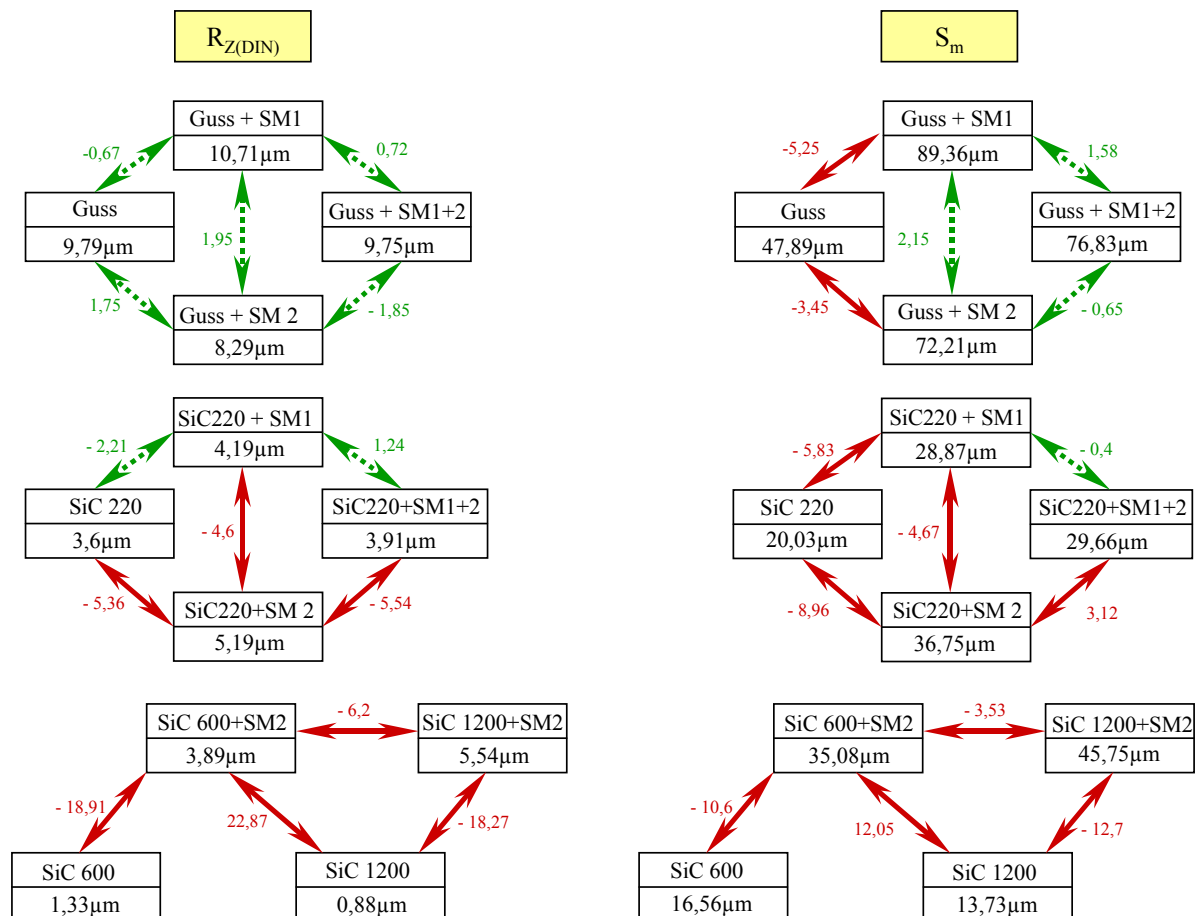 R_Z(DIN)
S_m
Guss + SM1
10,71µm
-0,67
0,72
Guss
9,79µm
1,95
Guss + SM1+2
9,75µm
1,75
- 1,85
Guss + SM 2
8,29µm
Guss + SM1
89,36µm
-5,25
1,58
Guss
47,89µm
2,15
Guss + SM1+2
76,83µm
-3,45
- 0,65
Guss + SM 2
72,21µm
SiC220 + SM1
4,19µm
- 2,21
1,24
SiC 220
3,6µm
- 4,6
SiC220+SM1+2
3,91µm
- 5,36
- 5,54
SiC220+SM 2
5,19µm
SiC220 + SM1
28,87µm
- 5,83
- 0,4
SiC 220
20,03µm
- 4,67
SiC220+SM1+2
29,66µm
- 8,96
3,12
SiC220+SM 2
36,75µm
SiC 600+SM2
3,89µm
- 6,2
SiC 1200+SM2
5,54µm
- 18,91
22,87
- 18,27
SiC 600
1,33µm
SiC 1200
0,88µm
SiC 600+SM2
35,08µm
- 3,53
SiC 1200+SM2
45,75µm
- 10,6
12,05
- 12,7
SiC 600
16,56µm
SiC 1200
13,73µm